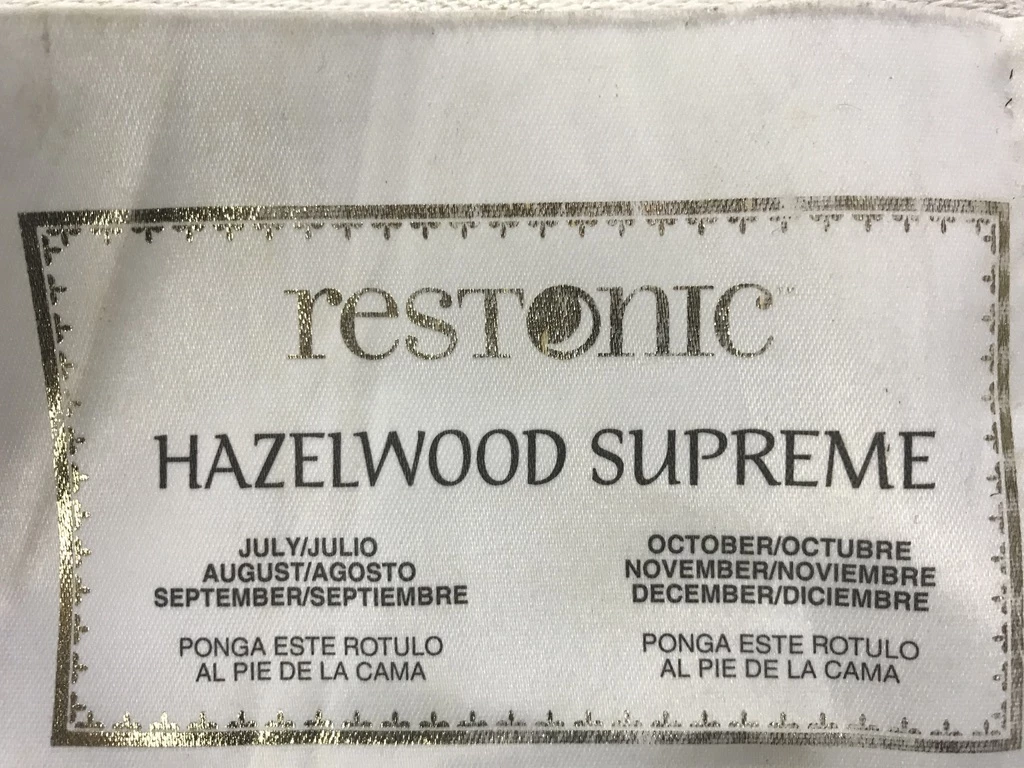 resTonic™
HAZELWOOD SUPREME
JULY/JULIO
AUGUST/AGOSTO
SEPTEMBER/SEPTIEMBRE
PONGA ESTE ROTULO
AL PIE DE LA CAMA
OCTOBER/OCTUBRE
NOVEMBER/NOVIEMBRE
DECEMBER/DICIEMBRE
PONGA ESTE ROTULO
AL PIE DE LA CAMA